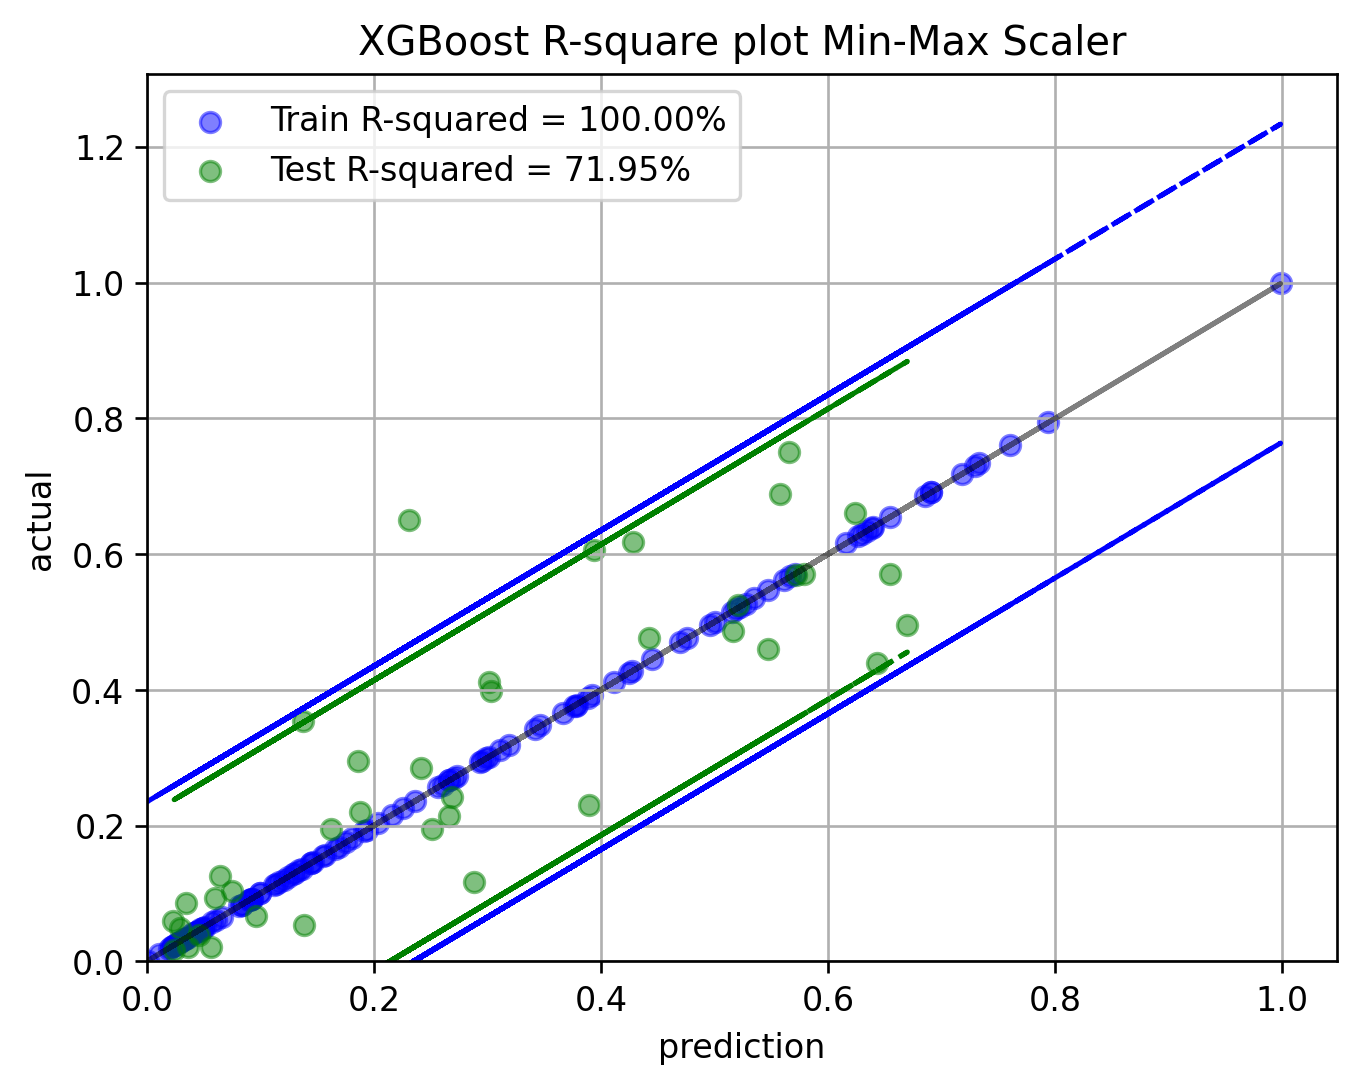 XGBoost R-square plot Min-Max Scaler
Train R-squared = 100.00%
Test R-squared = 71.95%
1.2
1.0
0.8
0.6
0.4
0.2
0.0
actual
0.0 0.2 0.4 0.6 0.8 1.0
prediction